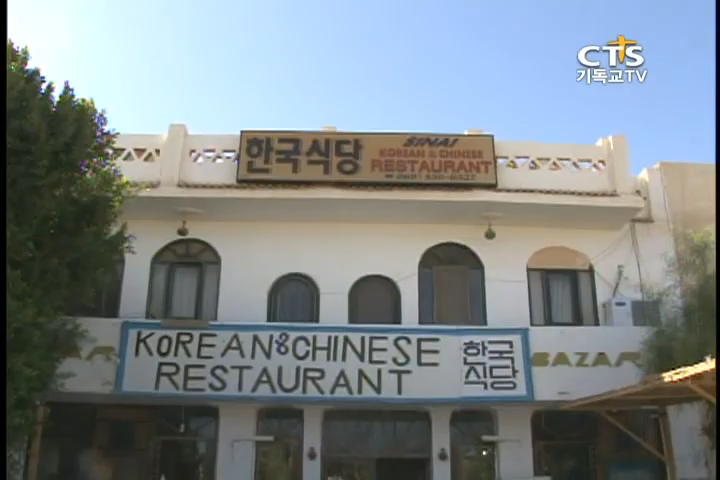 CTS
기독교TV
한국식당
SINAI
KOREAN & CHINESE
RESTAURANT
KOREAN & CHINESE
RESTAURANT
한국
식당
BAZAR